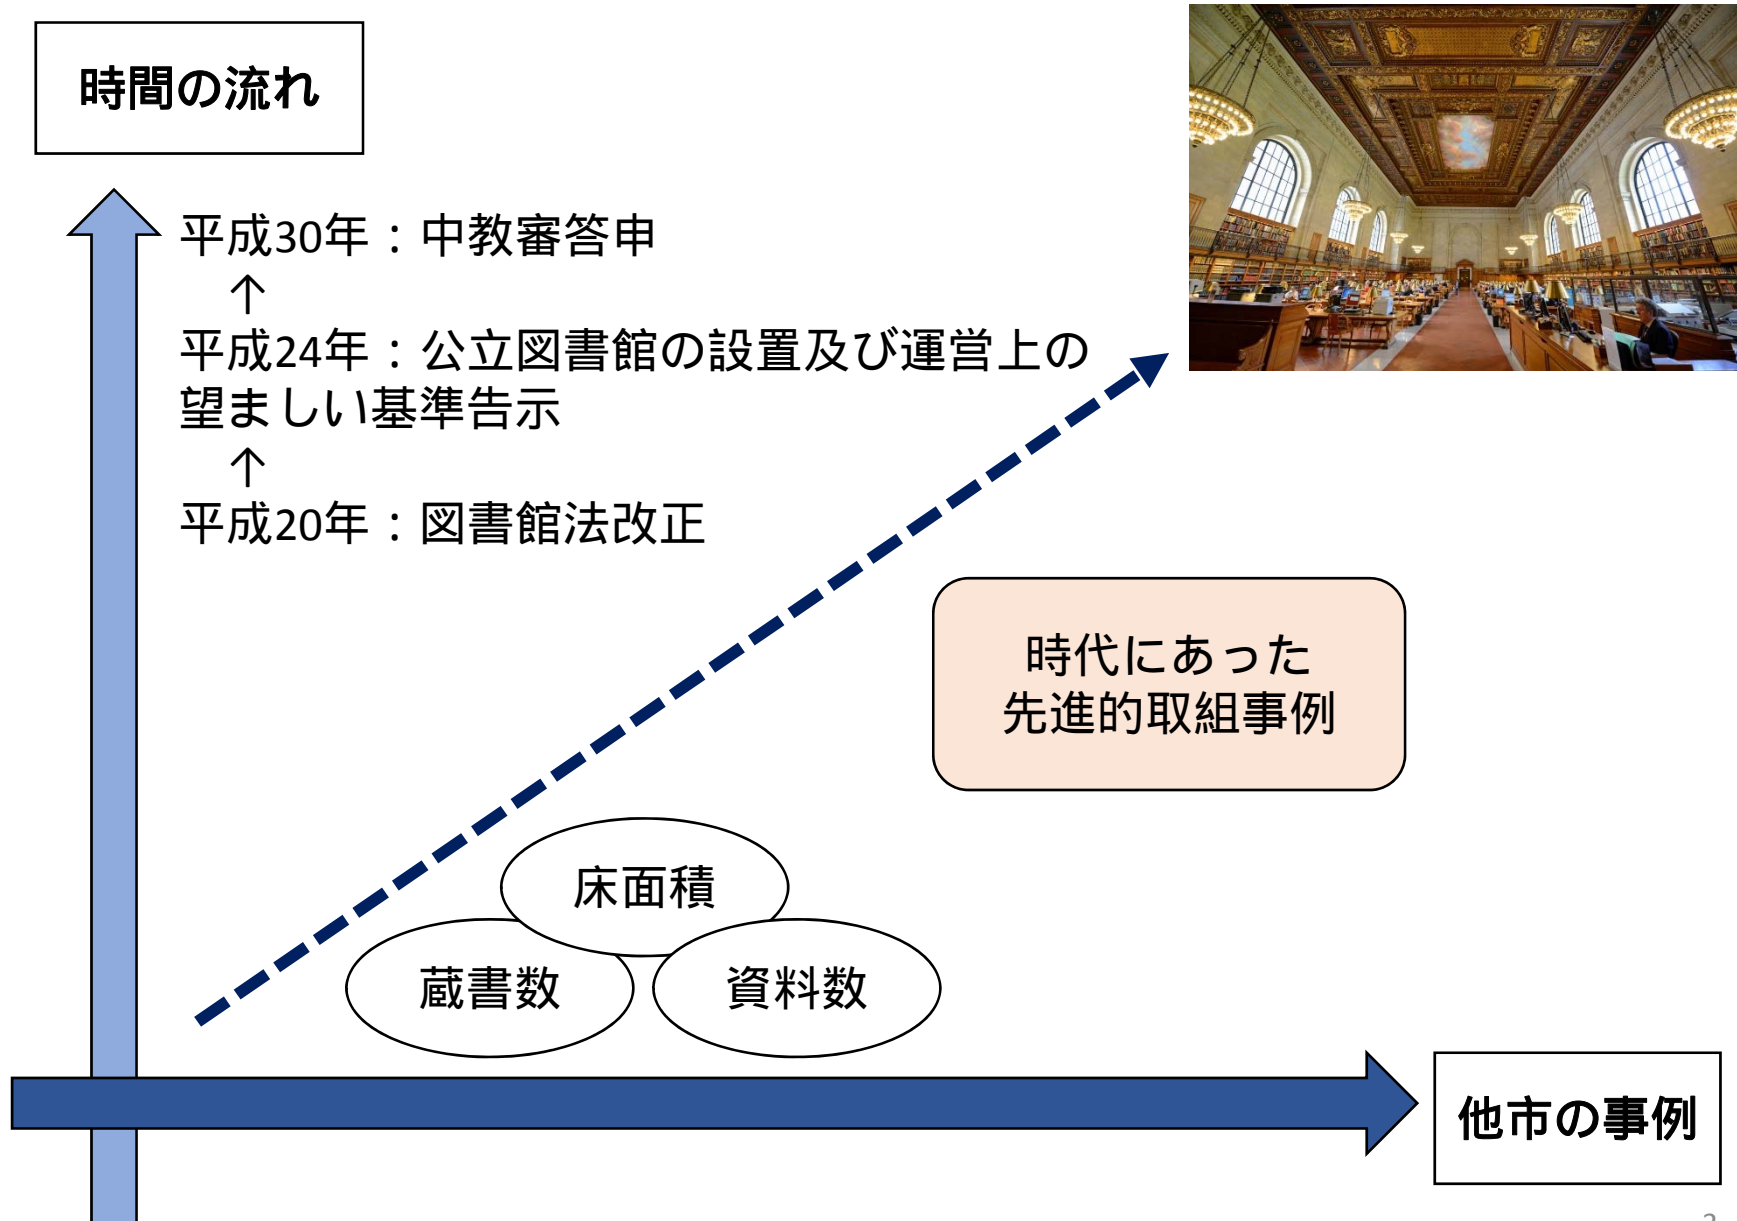 時間の流れ
平成30年：中教審答申
↑
平成24年：公立図書館の設置及び運営上の
望ましい基準告示
↑
平成20年：図書館法改正
時代にあった
先進的取組事例
床面積
蔵書数
資料数
他市の事例